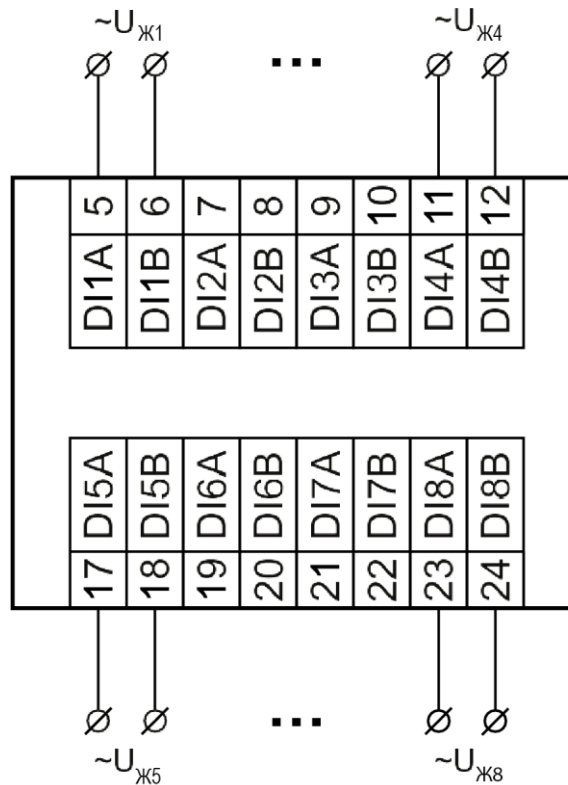 ~UЖ1 ... ~UЖ4
5 6 7 8 9 10 11 12
DI1A DI1B DI2A DI2B DI3A DI3B DI4A DI4B
DI5A DI5B DI6A DI6B DI7A DI7B DI8A DI8B
17 18 19 20 21 22 23 24
...
~UЖ5 ~UЖ8